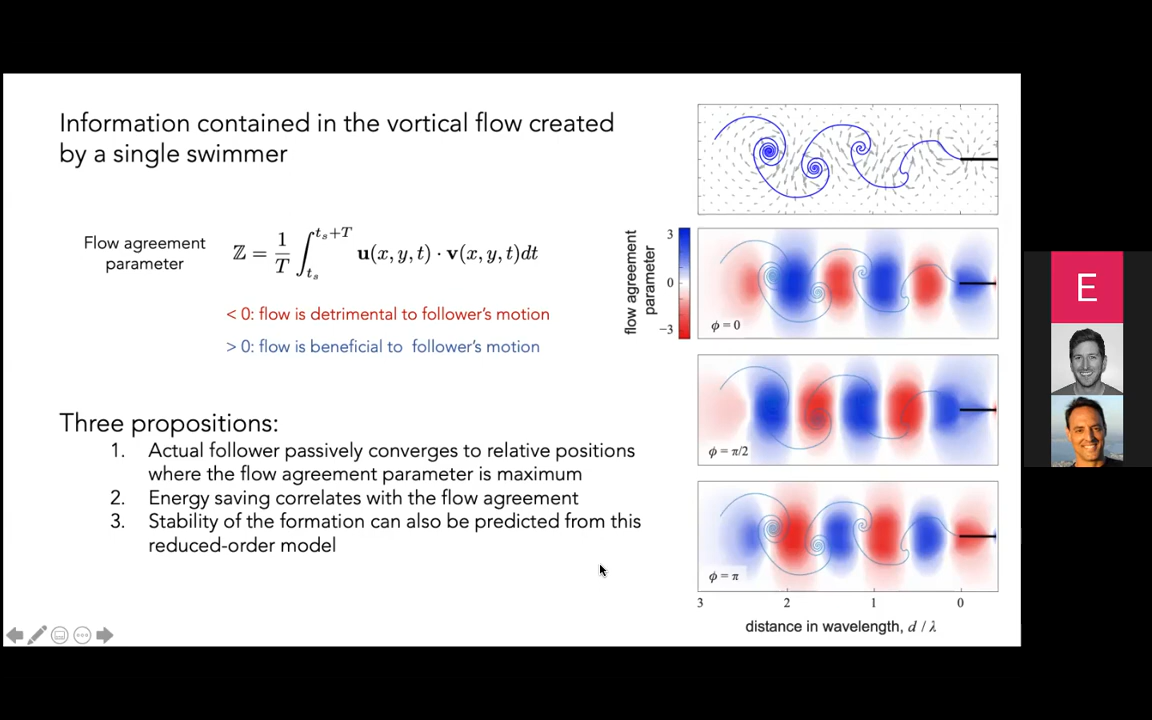 Information contained in the vortical flow created
by a single swimmer
Flow agreement
parameter
ℤ = 1/T ∫_{t_s}^{t_s+T} u(x, y, t) · v(x, y, t)dt
< 0: flow is detrimental to follower's motion
> 0: flow is beneficial to follower's motion
Three propositions:
1. Actual follower passively converges to relative positions
where the flow agreement parameter is maximum
2. Energy saving correlates with the flow agreement
3. Stability of the formation can also be predicted from this
reduced-order model
flow agreement
parameter
3
0
−3
ϕ = 0
ϕ = π/2
ϕ = π
3 2 1 0
distance in wavelength, d / λ
E